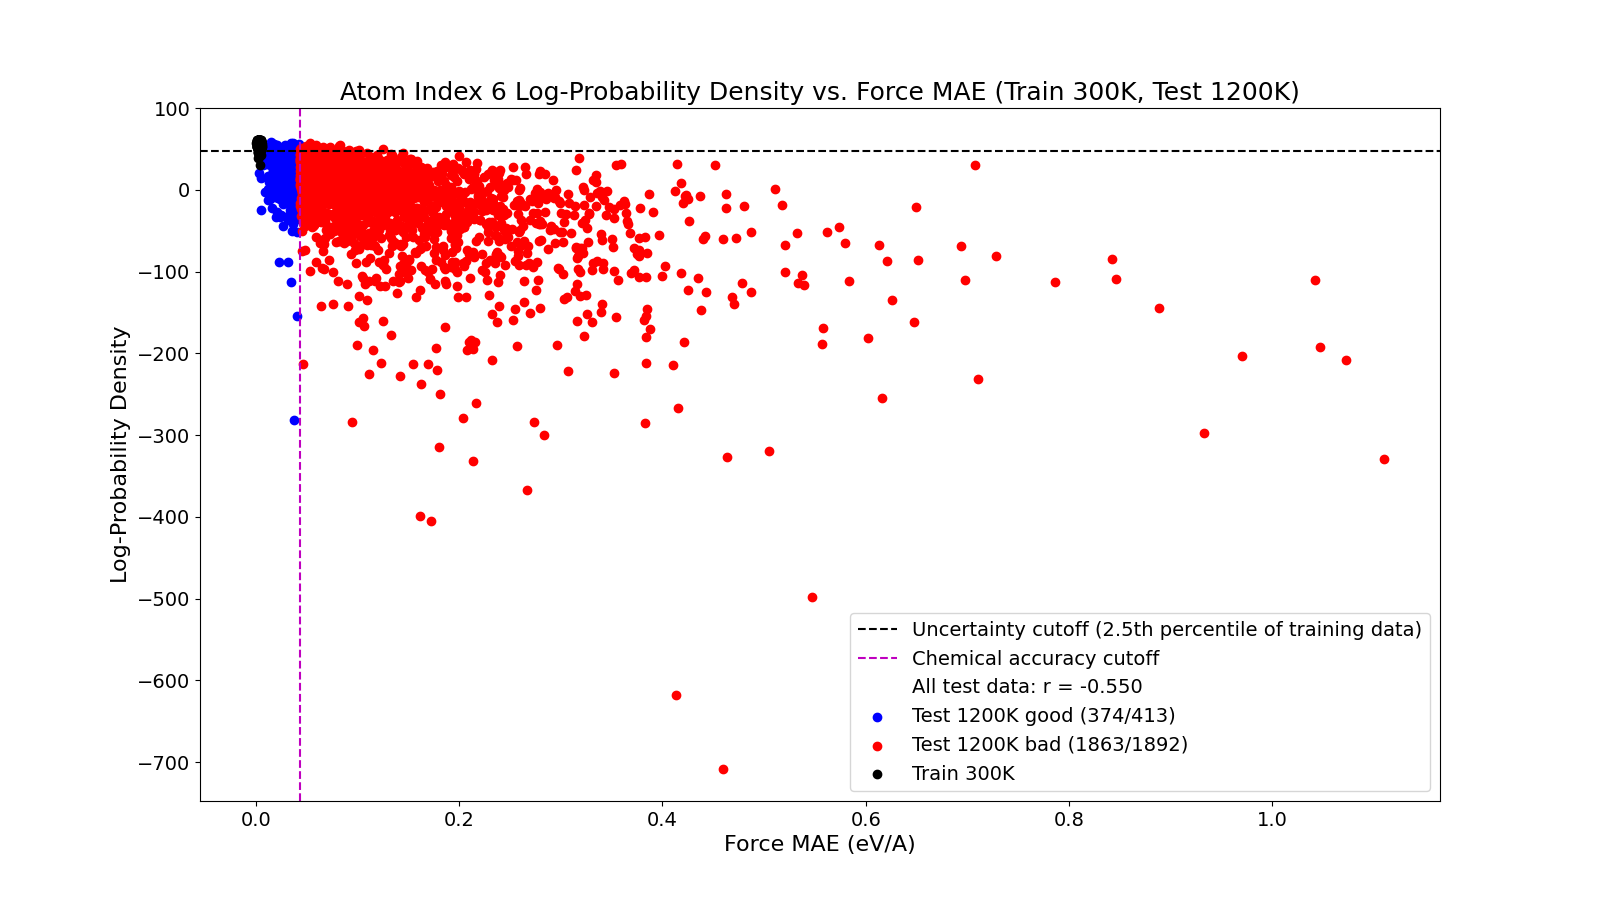 Atom Index 6 Log-Probability Density vs. Force MAE (Train 300K, Test 1200K)
Log-Probability Density
100
0
−100
−200
−300
−400
−500
−600
−700
0.0 0.2 0.4 0.6 0.8 1.0
Force MAE (eV/A)
Uncertainty cutoff (2.5th percentile of training data)
Chemical accuracy cutoff
All test data: r = -0.550
Test 1200K good (374/413)
Test 1200K bad (1863/1892)
Train 300K